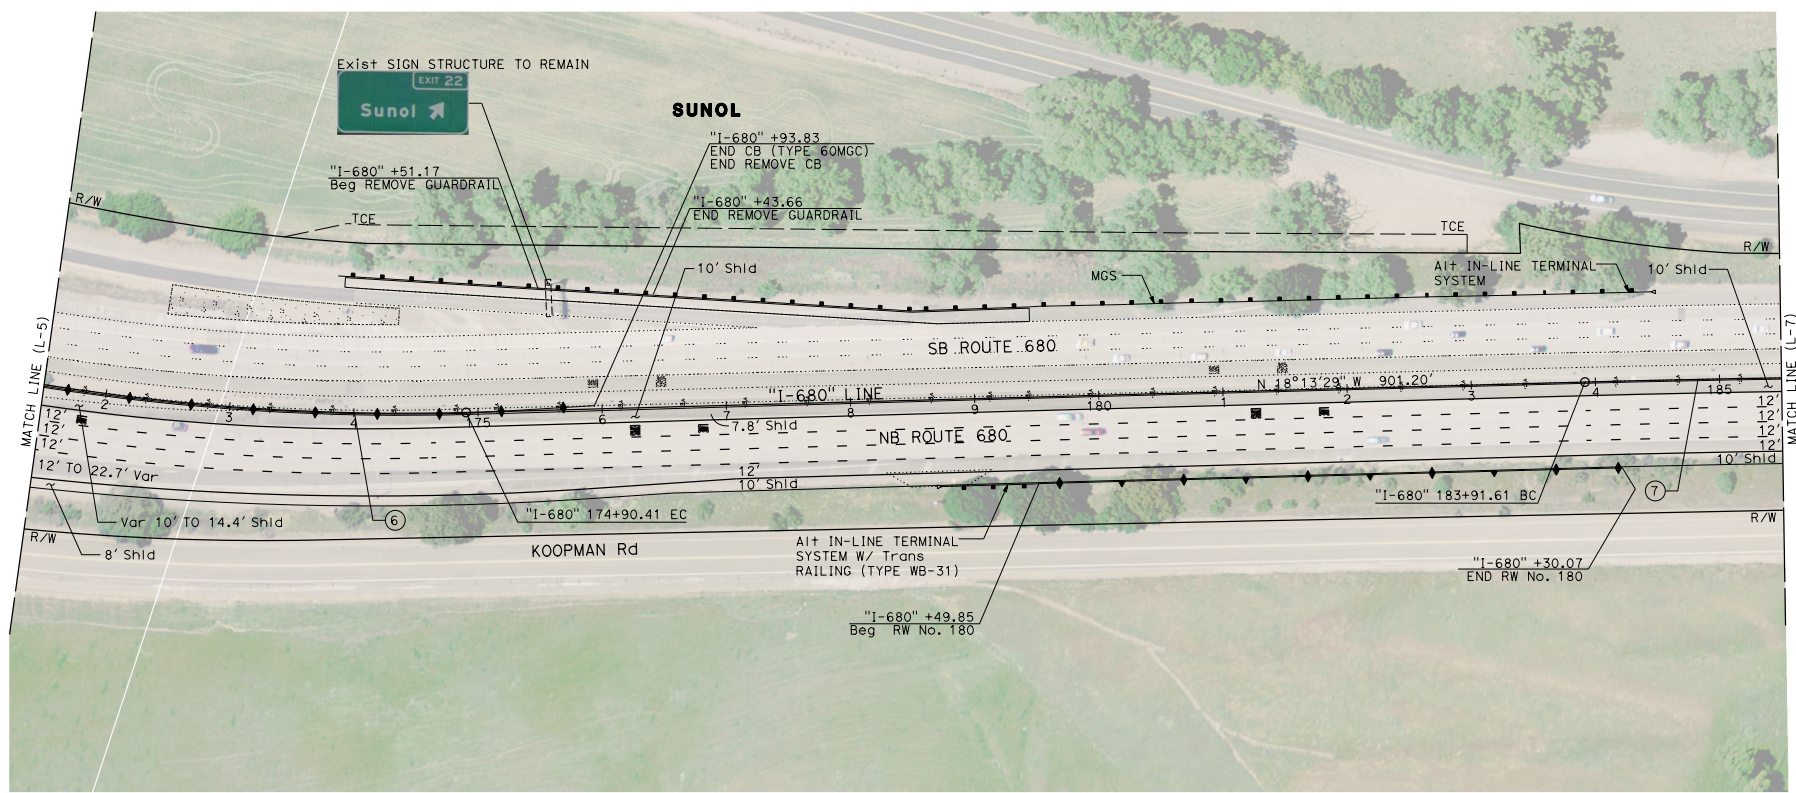 Exist SIGN STRUCTURE TO REMAIN
EXIT 22
Sunol
SUNOL
"I-680" +93.83
END CB (TYPE 60MGC)
END REMOVE CB
"I-680" +51.17
Beg REMOVE GUARDRAIL
"I-680" +43.66
END REMOVE GUARDRAIL
R/W
TCE
TCE
R/W
10' Shld
MGS
Alt IN-LINE TERMINAL
SYSTEM
10' Shld
MATCH LINE (L-5)
MATCH LINE (L-7)
SB ROUTE 680
N 18°13'29" W 901.20'
"I-680" LINE
2
3
4
175
6
7
8
9
180
1
2
3
4
185
12'
12'
12'
12'
12'
12'
7.8' Shld
NB ROUTE 680
12'
10' Shld
10' Shld
12' TO 22.7' Var
"I-680" 183+91.61 BC
7
Var 10' TO 14.4' Shld
6
"I-680" 174+90.41 EC
R/W
R/W
8' Shld
KOOPMAN Rd
Alt IN-LINE TERMINAL
SYSTEM W/ Trans
RAILING (TYPE WB-31)
"I-680" +30.07
END RW No. 180
"I-680" +49.85
Beg RW No. 180